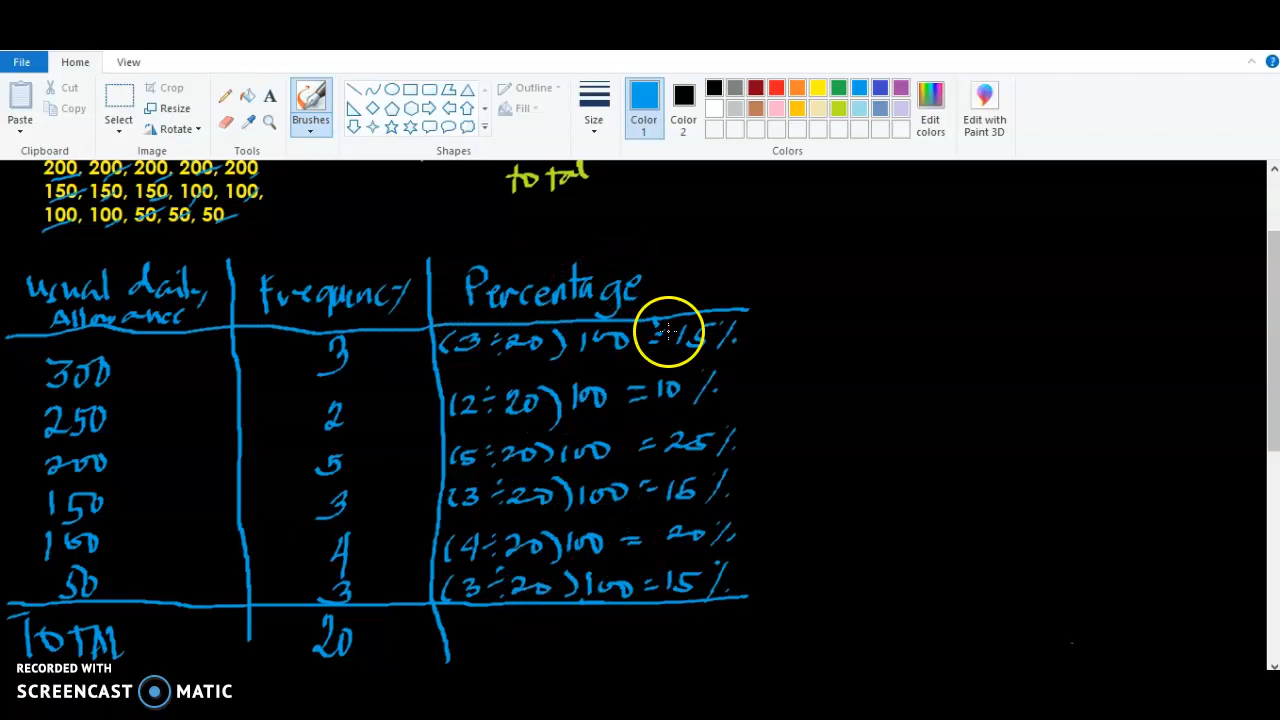 File Home View
Cut
Copy
Paste
Select
Crop
Resize
Rotate
Brushes
Outline
Fill
Size
Color 1
Color 2
Edit colors
Edit with Paint 3D
Clipboard Image Tools Shapes Colors
200, 200, 200, 200, 200
150, 150, 150, 100, 100,
100, 100, 50, 50, 50
total
Usual daily Allowance Frequency Percentage
300 3 (3÷20)100 = 15%
250 2 (2÷20)100 = 10%
200 5 (5÷20)100 = 25%
150 3 (3÷20)100 = 15%
100 4 (4÷20)100 = 20%
50 3 (3÷20)100 = 15%
TOTAL 20
RECORDED WITH
SCREENCAST MATIC